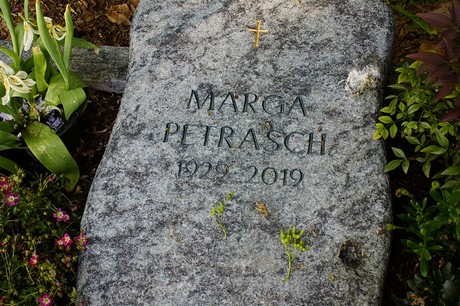 MARGA
PETRASCH
1929 · 2019